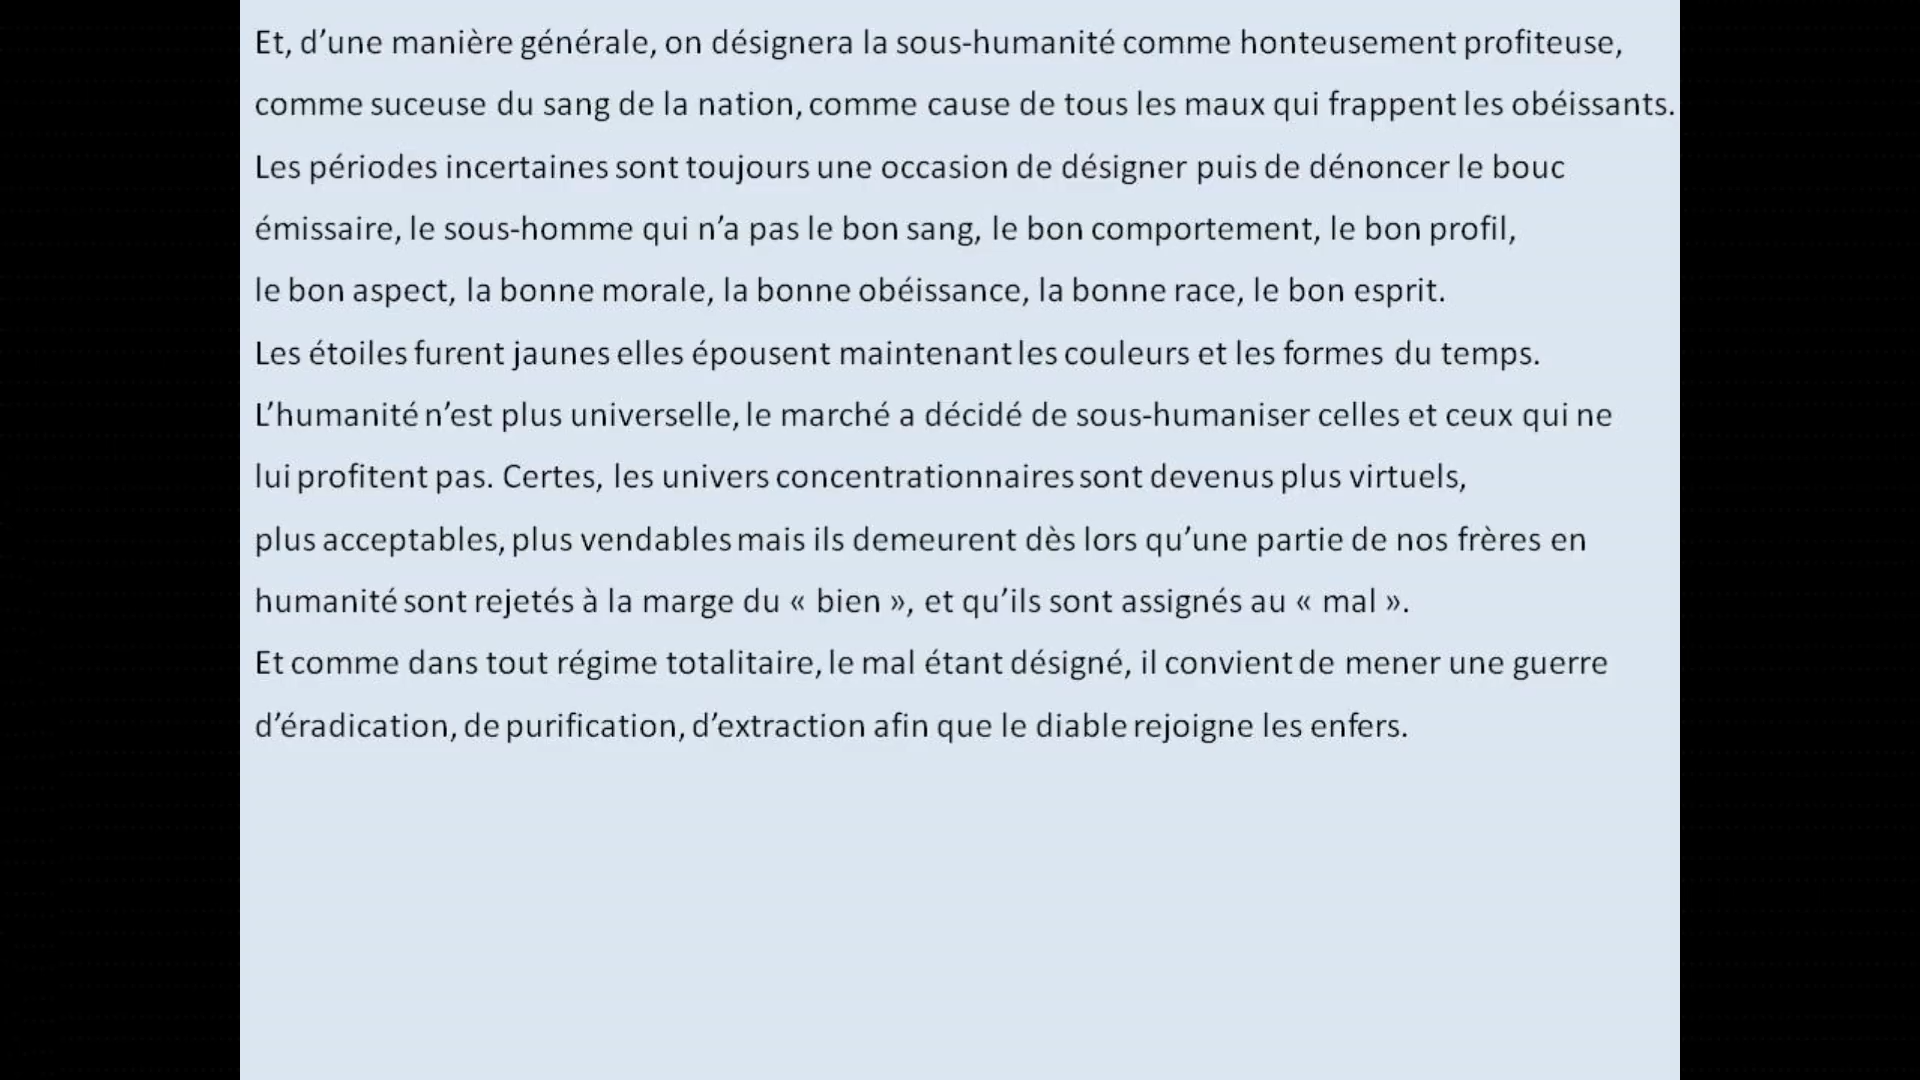 Et, d’une manière générale, on désignera la sous-humanité comme honteusement profiteuse,
comme suceuse du sang de la nation, comme cause de tous les maux qui frappent les obéissants.
Les périodes incertaines sont toujours une occasion de désigner puis de dénoncer le bouc
émissaire, le sous-homme qui n’a pas le bon sang, le bon comportement, le bon profil,
le bon aspect, la bonne morale, la bonne obéissance, la bonne race, le bon esprit.
Les étoiles furent jaunes elles épousent maintenant les couleurs et les formes du temps.
L’humanité n’est plus universelle, le marché a décidé de sous-humaniser celles et ceux qui ne
lui profitent pas. Certes, les univers concentrationnaires sont devenus plus virtuels,
plus acceptables, plus vendables mais ils demeurent dès lors qu’une partie de nos frères en
humanité sont rejetés à la marge du « bien », et qu’ils sont assignés au « mal ».
Et comme dans tout régime totalitaire, le mal étant désigné, il convient de mener une guerre
d’éradication, de purification, d’extraction afin que le diable rejoigne les enfers.